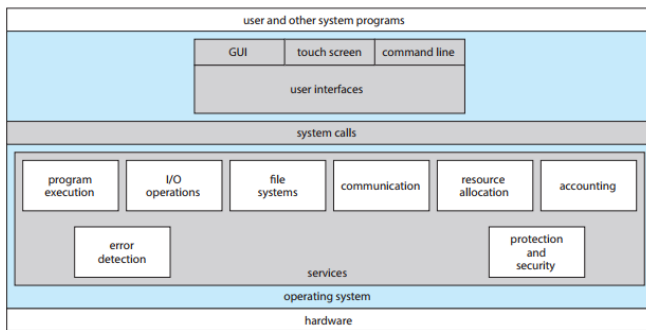 user and other system programs
GUI
touch screen
command line
user interfaces
system calls
program
execution
I/O
operations
file
systems
communication
resource
allocation
accounting
error
detection
protection
and
security
services
operating system
hardware